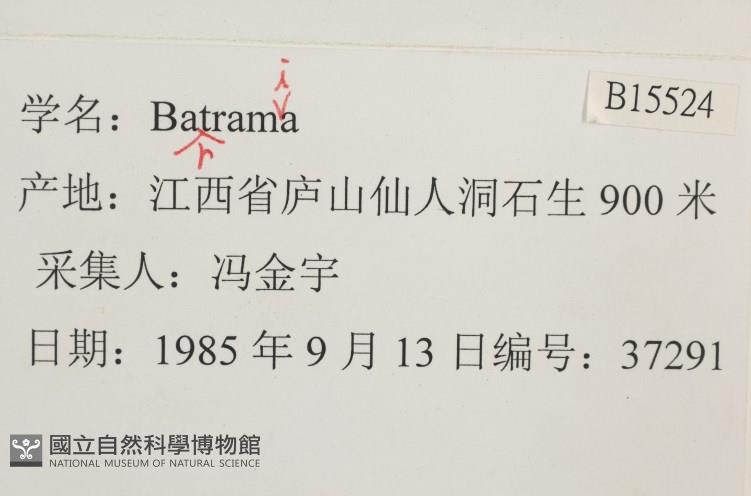 B15524
i
学名：Batrama
r
产地：江西省庐山仙人洞石生 900 米
采集人：冯金宇
日期：1985 年 9 月 13 日编号：37291
國立自然科學博物館
NATIONAL MUSEUM OF NATURAL SCIENCE